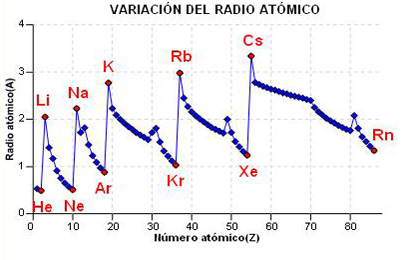 VARIACIÓN DEL RADIO ATÓMICO
Radio atómico(A)
4
3
2
1
0
Li
Na
K
Rb
Cs
He
Ne
Ar
Kr
Xe
Rn
0 10 20 30 40 50 60 70 80
Número atómico(Z)